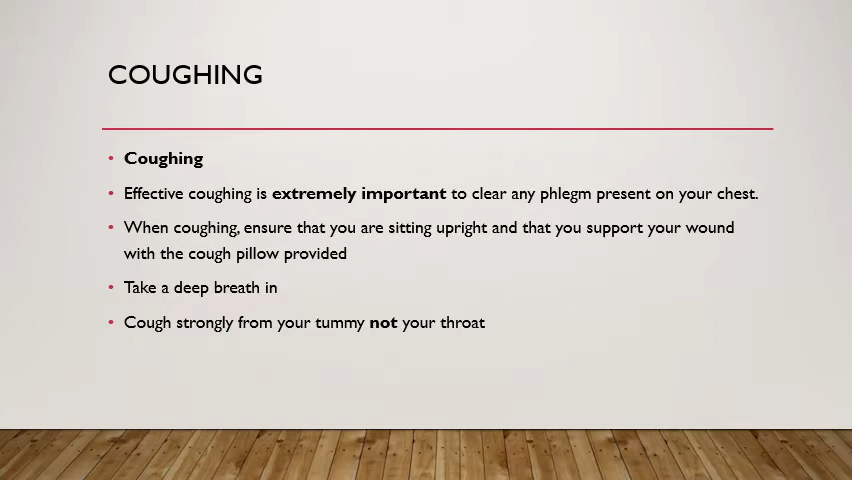 COUGHING
• Coughing
• Effective coughing is extremely important to clear any phlegm present on your chest.
• When coughing, ensure that you are sitting upright and that you support your wound
with the cough pillow provided
• Take a deep breath in
• Cough strongly from your tummy not your throat